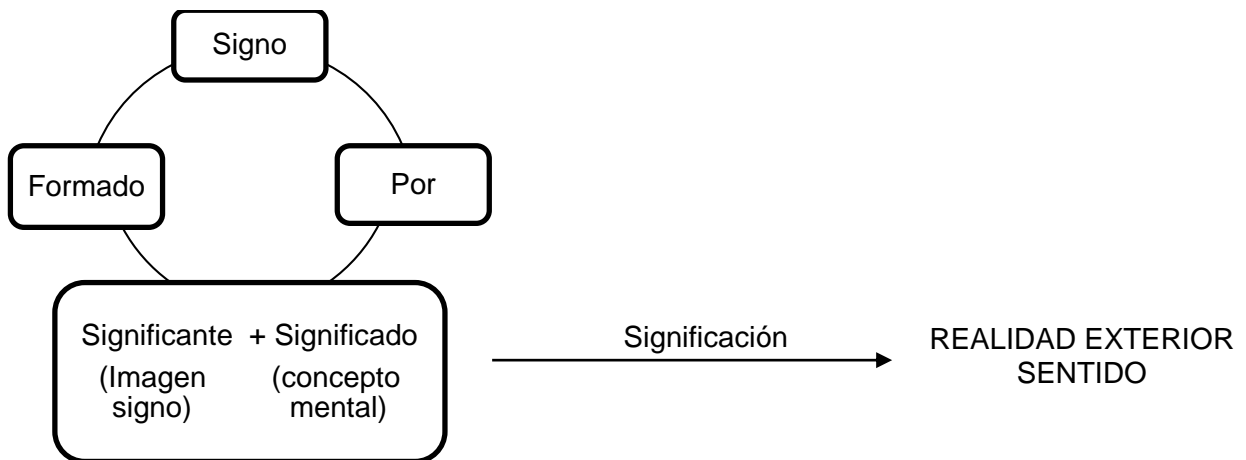 Signo
Formado
Por
Significante + Significado
(Imagen signo)
(concepto mental)
Significación
REALIDAD EXTERIOR
SENTIDO